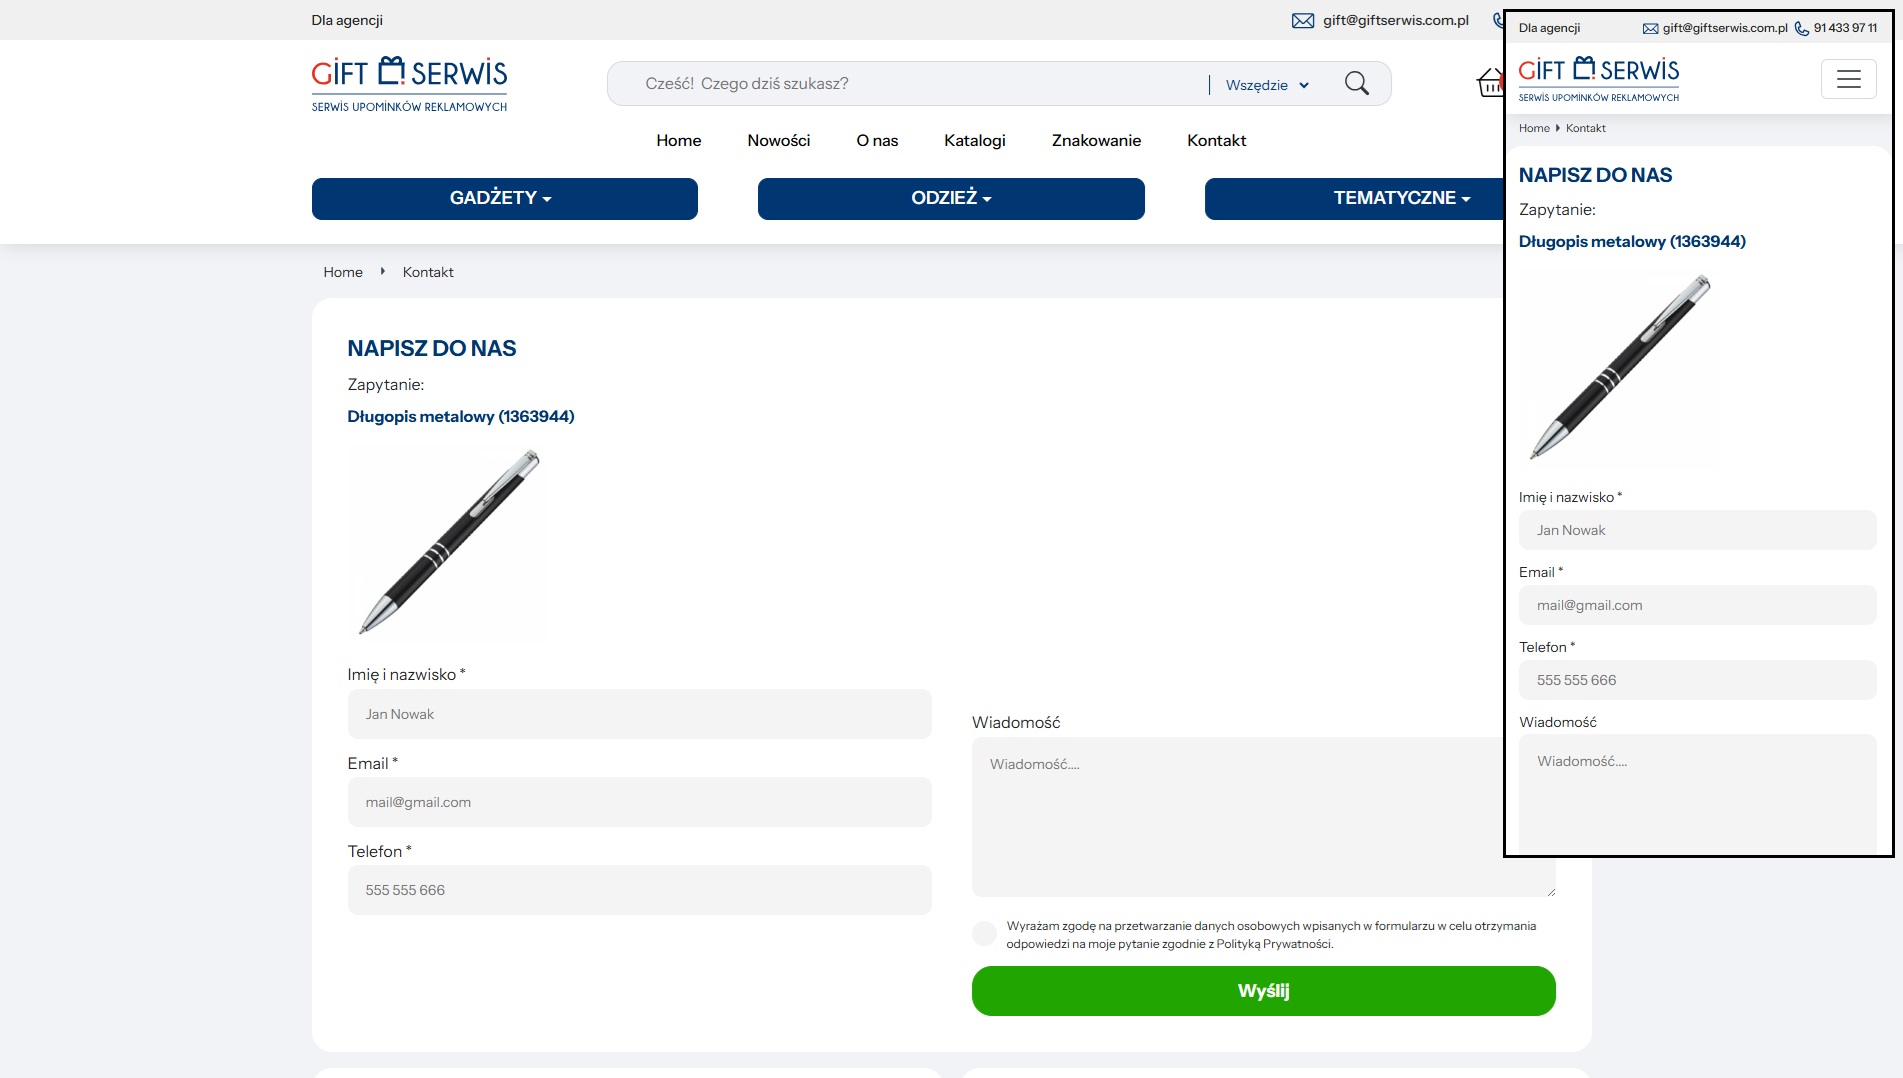 Dla agencji
gift@giftserwis.com.pl
GiFT SERWiS
SERWiS UPOMiNKÓW REKLAMOWYCH
Cześć! Czego dziś szukasz?
Wszędzie
Home
Nowości
O nas
Katalogi
Znakowanie
Kontakt
GADŻETY
ODZIEŻ
TEMATYCZNE
Home
Kontakt
NAPISZ DO NAS
Zapytanie:
Długopis metalowy (1363944)
Imię i nazwisko *
Jan Nowak
Email *
mail@gmail.com
Telefon *
555 555 666
Wiadomość
Wiadomość....
Wyrażam zgodę na przetwarzanie danych osobowych wpisanych w formularzu w celu otrzymania
odpowiedzi na moje pytanie zgodnie z Polityką Prywatności.
Wyślij
Dla agencji
gift@giftserwis.com.pl
91 433 97 11
GiFT SERWiS
SERWiS UPOMiNKÓW REKLAMOWYCH
Home
Kontakt
NAPISZ DO NAS
Zapytanie:
Długopis metalowy (1363944)
Imię i nazwisko *
Jan Nowak
Email *
mail@gmail.com
Telefon *
555 555 666
Wiadomość
Wiadomość....